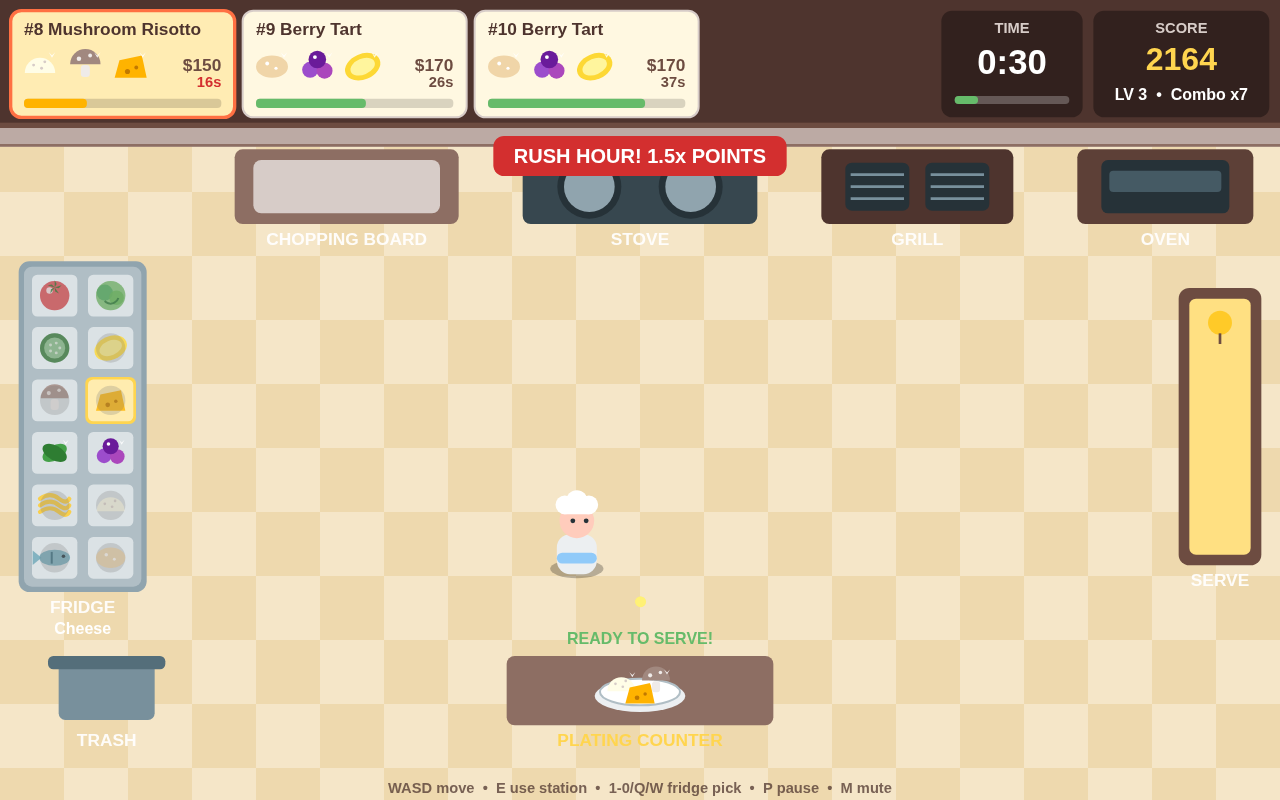 #8 Mushroom Risotto
$150
16s
#9 Berry Tart
$170
26s
#10 Berry Tart
$170
37s
TIME
0:30
SCORE
2164
LV 3 • Combo x7
RUSH HOUR! 1.5x POINTS
CHOPPING BOARD
STOVE
GRILL
OVEN
FRIDGE
Cheese
SERVE
READY TO SERVE!
TRASH
PLATING COUNTER
WASD move • E use station • 1-0/Q/W fridge pick • P pause • M mute